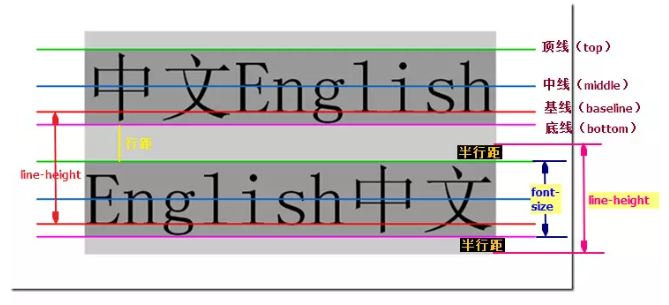 顶线（top）
中文English
中线（middle）
基线（baseline）
底线（bottom）
行距
半行距
line-height
English中文
font-size
line-height
半行距